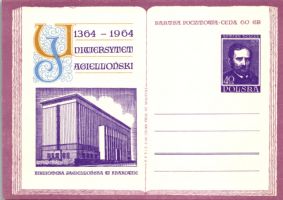 1364 - 1964
UNIWERSYTET
JAGIELLOŃSKI
BIBLIOTEKA JAGIELLOŃSKA W KRAKOWIE
KARTKA POCZTOWA · CENA 60 GR
40
POLSKA